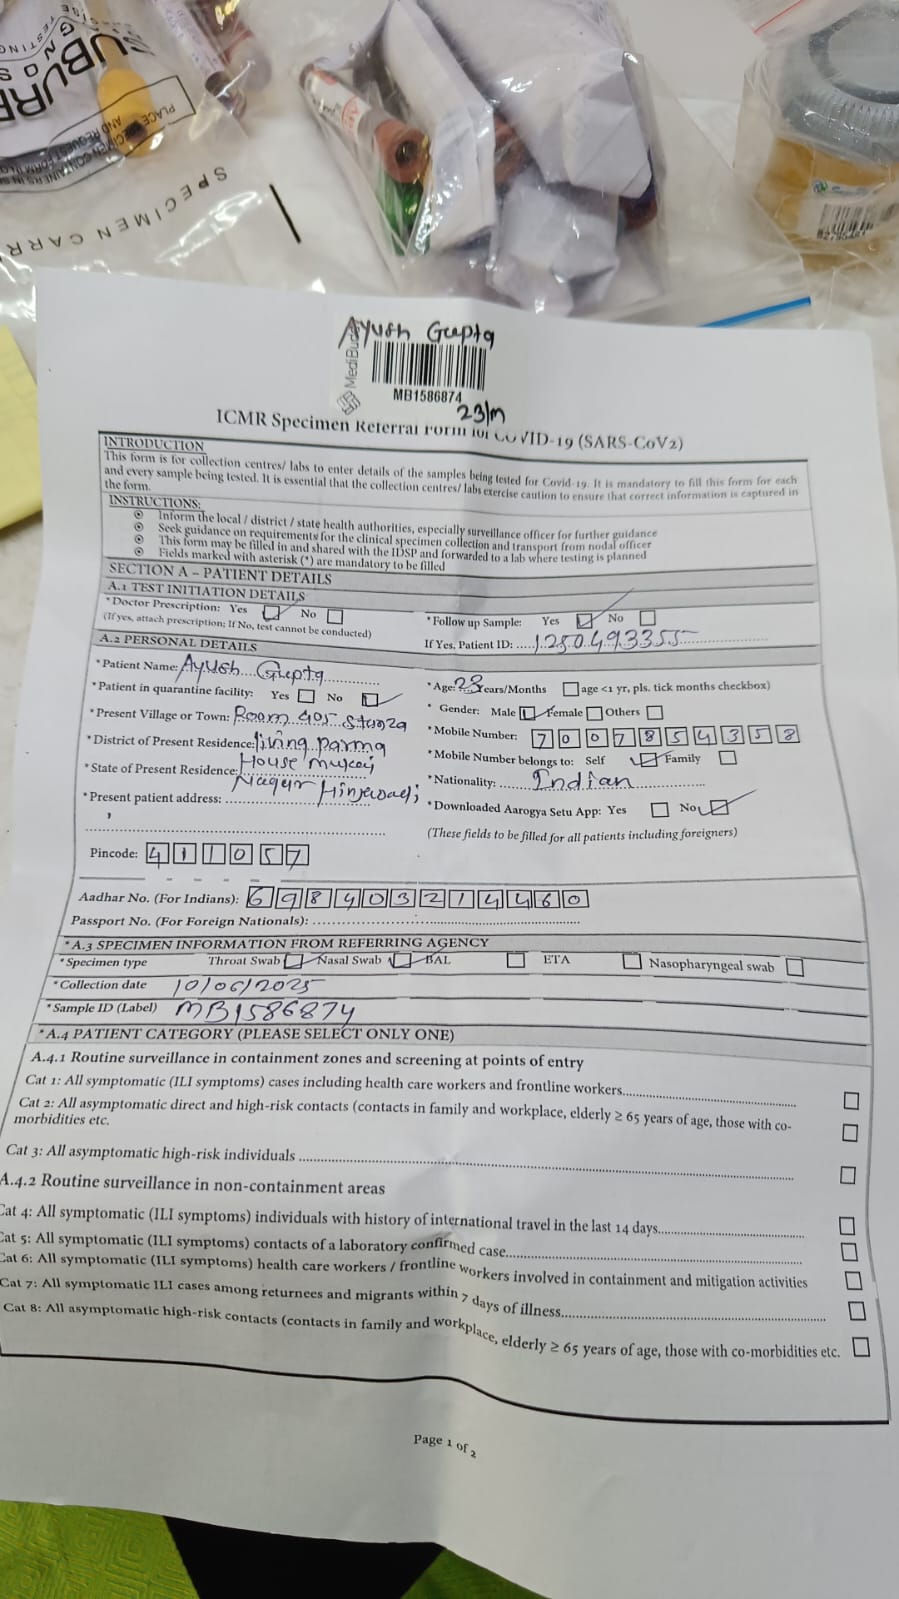 SUBUR
PLACE
SPECIMEN CARR
Ayush Gupta
MediBuddy
MB1586874
23/m
ICMR Specimen Referral Form for COVID-19 (SARS-CoV2)
INTRODUCTION
This form is for collection centres/ labs to enter details of the samples being tested for Covid-19. It is mandatory to fill this form for each
and every sample being tested. It is essential that the collection centres/ labs exercise caution to ensure that correct information is captured in
the form.
INSTRUCTIONS:
Inform the local / district / state health authorities, especially surveillance officer for further guidance
Seek guidance on requirements for the clinical specimen collection and transport from nodal officer
This form may be filled in and shared with the IDSP and forwarded to a lab where testing is planned
Fields marked with asterisk (*) are mandatory to be filled
SECTION A – PATIENT DETAILS
A.1 TEST INITIATION DETAILS
*Doctor Prescription: Yes No
(If yes, attach prescription; If No, test cannot be conducted)
*Follow up Sample: Yes No
If Yes, Patient ID: 1250493355
A.2 PERSONAL DETAILS
*Patient Name: Ayush Gupta
*Age: 23 Years/Months age <1 yr, pls. tick months checkbox)
*Patient in quarantine facility: Yes No
*Gender: Male Female Others
*Present Village or Town: Room 405 Stanza
*Mobile Number: 7007854358
*District of Present Residence: living Parma
*Mobile Number belongs to: Self Family
*State of Present Residence: House
*Nationality: Indian
*Present patient address: Nagar Hinjewadi,
*Downloaded Aarogya Setu App: Yes No
(These fields to be filled for all patients including foreigners)
Pincode: 411057
Aadhar No. (For Indians): 698403214460
Passport No. (For Foreign Nationals):
*A.3 SPECIMEN INFORMATION FROM REFERRING AGENCY
*Specimen type Throat Swab Nasal Swab BAL ETA Nasopharyngeal swab
*Collection date 10/06/2025
*Sample ID (Label) MB1586874
*A.4 PATIENT CATEGORY (PLEASE SELECT ONLY ONE)
A.4.1 Routine surveillance in containment zones and screening at points of entry
Cat 1: All symptomatic (ILI symptoms) cases including health care workers and frontline workers
Cat 2: All asymptomatic direct and high-risk contacts (contacts in family and workplace, elderly ≥ 65 years of age, those with co-
morbidities etc.
Cat 3: All asymptomatic high-risk individuals
A.4.2 Routine surveillance in non-containment areas
Cat 4: All symptomatic (ILI symptoms) individuals with history of international travel in the last 14 days
Cat 5: All symptomatic (ILI symptoms) contacts of a laboratory confirmed case
Cat 6: All symptomatic (ILI symptoms) health care workers / frontline workers involved in containment and mitigation activities
Cat 7: All symptomatic ILI cases among returnees and migrants within 7 days of illness
Cat 8: All asymptomatic high-risk contacts (contacts in family and workplace, elderly ≥ 65 years of age, those with co-morbidities etc.
Page 1 of 2